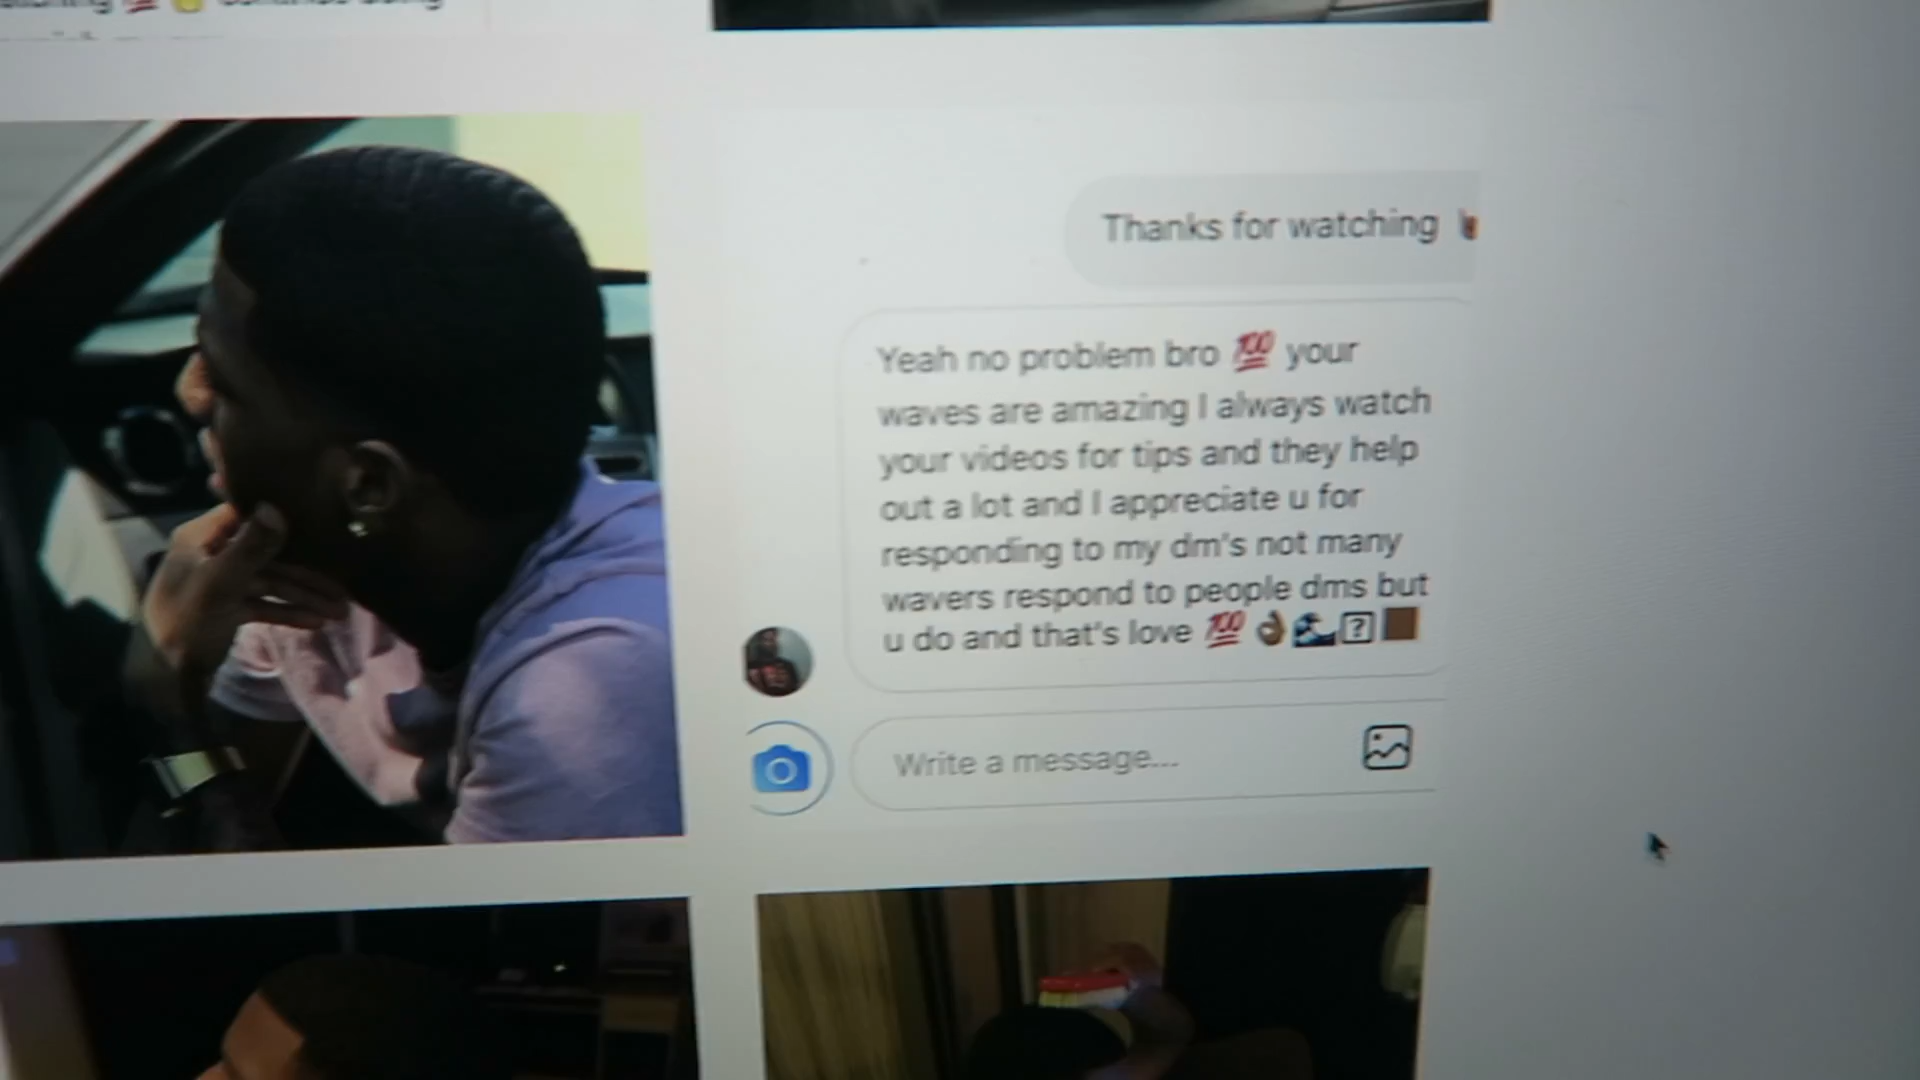 Thanks for watching
Yeah no problem bro 💯 your
waves are amazing I always watch
your videos for tips and they help
out a lot and I appreciate u for
responding to my dm's not many
wavers respond to people dms but
u do and that's love 💯👌🏾🌊
Write a message...